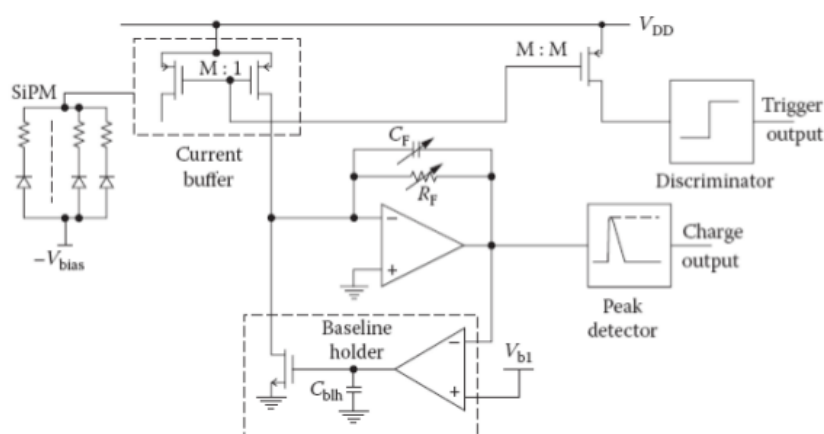 V_DD
M : M
M : 1
SiPM
Trigger
output
C_F
Current
buffer
R_F
Discriminator
−
+
Charge
output
−V_bias
Peak
detector
Baseline
holder
V_b1
−
+
C_blh